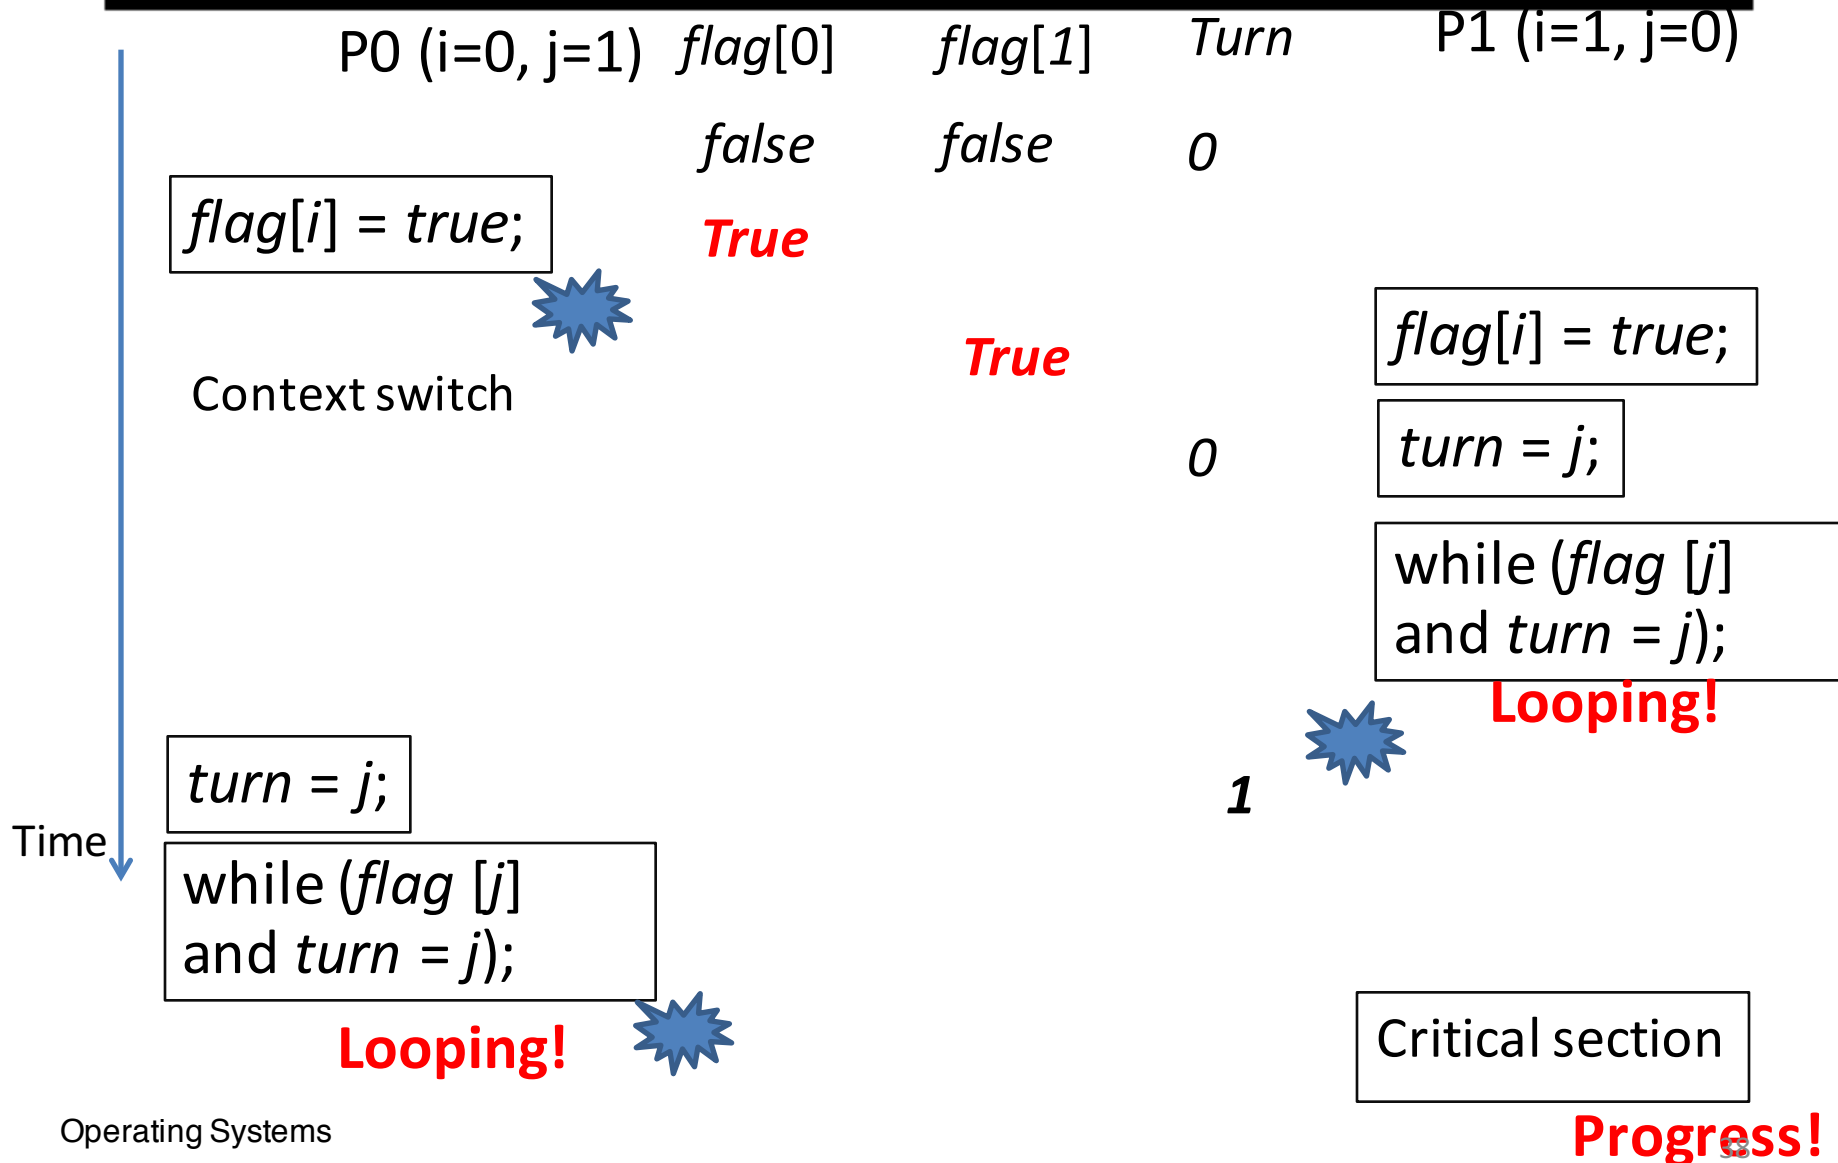 P0 (i=0, j=1) flag[0] flag[1] Turn P1 (i=1, j=0)
false false 0
flag[i] = true; True
True flag[i] = true;
Context switch
0 turn = j;
while (flag [j]
and turn = j);
Looping!
turn = j; 1
Time
while (flag [j]
and turn = j);
Looping!
Critical section
Operating Systems
Progress!
38